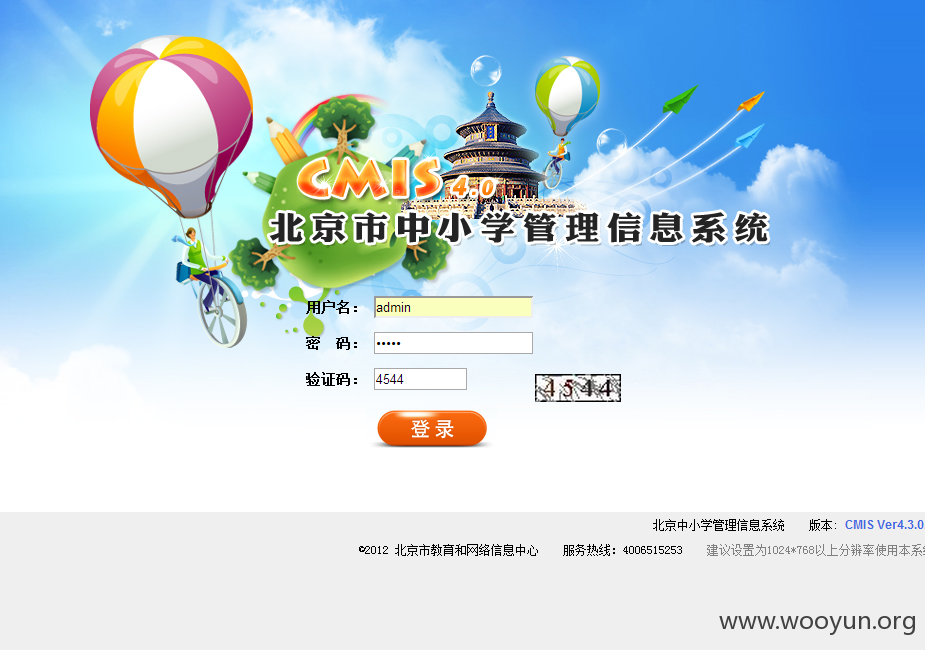 CMIS 4.0
北京市中小学管理信息系统
用户名： admin
密 码： •••••
验证码： 4544 4544
登录
北京中小学管理信息系统 版本： CMIS Ver4.3.0
©2012 北京市教育和网络信息中心 服务热线：4006515253 建议设置为1024*768以上分辨率使用本系统
www.wooyun.org